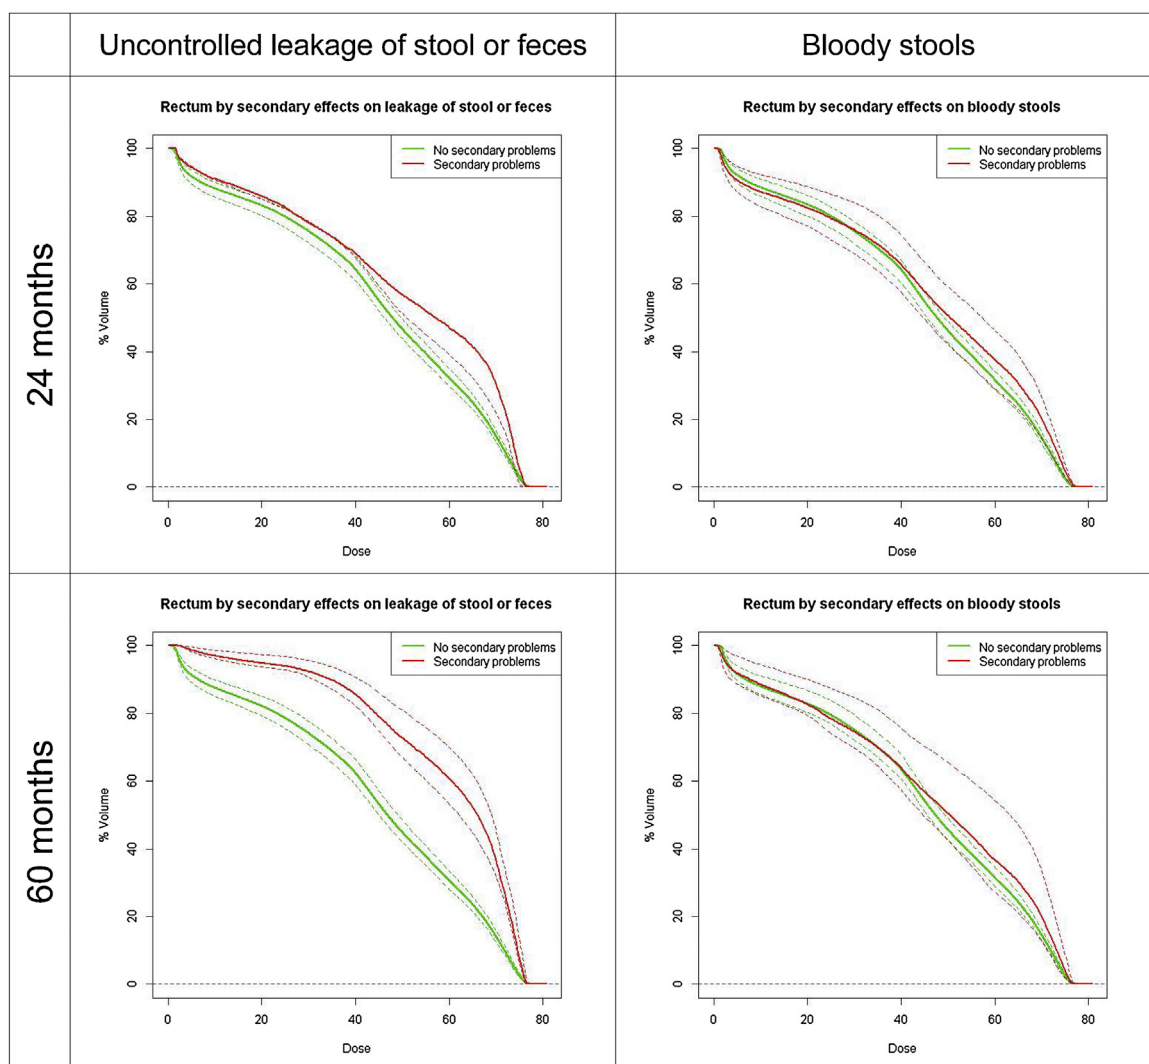 Uncontrolled leakage of stool or feces
Bloody stools
24 months
Rectum by secondary effects on leakage of stool or feces
No secondary problems
Secondary problems
% Volume
100
80
60
40
20
0
0 20 40 60 80
Dose
Rectum by secondary effects on bloody stools
No secondary problems
Secondary problems
% Volume
100
80
60
40
20
0
0 20 40 60 80
Dose
60 months
Rectum by secondary effects on leakage of stool or feces
No secondary problems
Secondary problems
% Volume
100
80
60
40
20
0
0 20 40 60 80
Dose
Rectum by secondary effects on bloody stools
No secondary problems
Secondary problems
% Volume
100
80
60
40
20
0
0 20 40 60 80
Dose